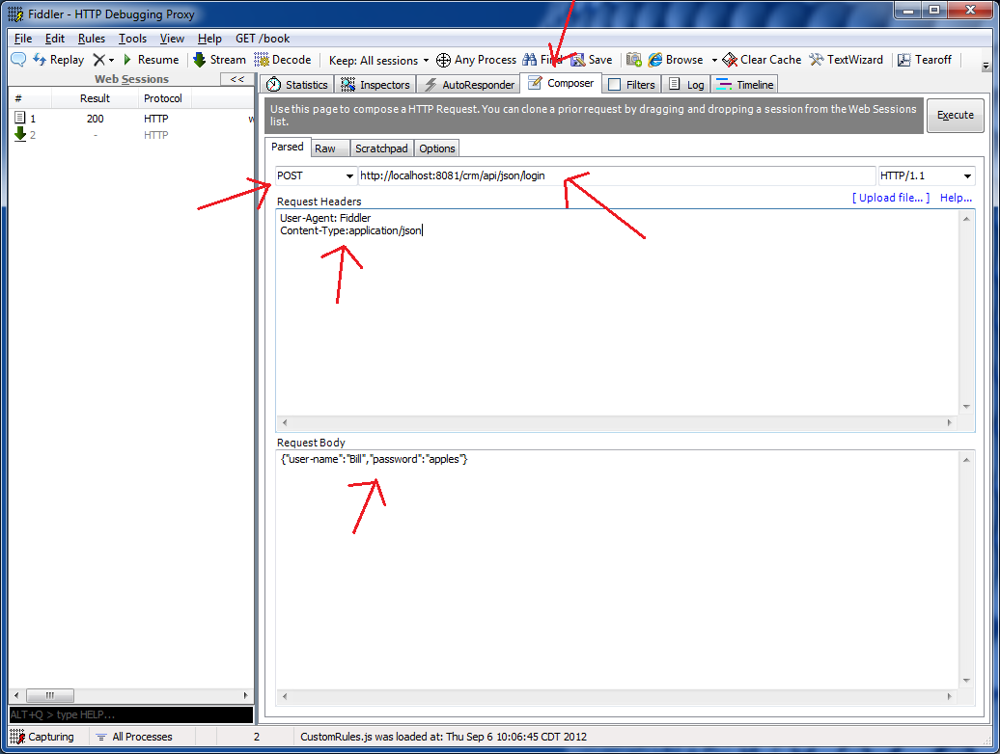 Fiddler - HTTP Debugging Proxy
File Edit Rules Tools View Help GET /book
Replay Resume Stream Decode Keep: All sessions Any Process Save Browse Clear Cache TextWizard Tearoff
Web Sessions <<
Statistics Inspectors AutoResponder Composer Filters Log Timeline
# Result Protocol
1 200 HTTP w
2 - HTTP
Use this page to compose a HTTP Request. You can clone a prior request by dragging and dropping a session from the Web Sessions
list.
Execute
Parsed Raw Scratchpad Options
POST http://localhost:8081/crm/api/json/login HTTP/1.1
Request Headers [ Upload file... ] Help...
User-Agent: Fiddler
Content-Type:application/json
Request Body
{"user-name":"Bill","password":"apples"}
ALT+Q > type HELP...
Capturing All Processes 2 CustomRules.js was loaded at: Thu Sep 6 10:06:45 CDT 2012